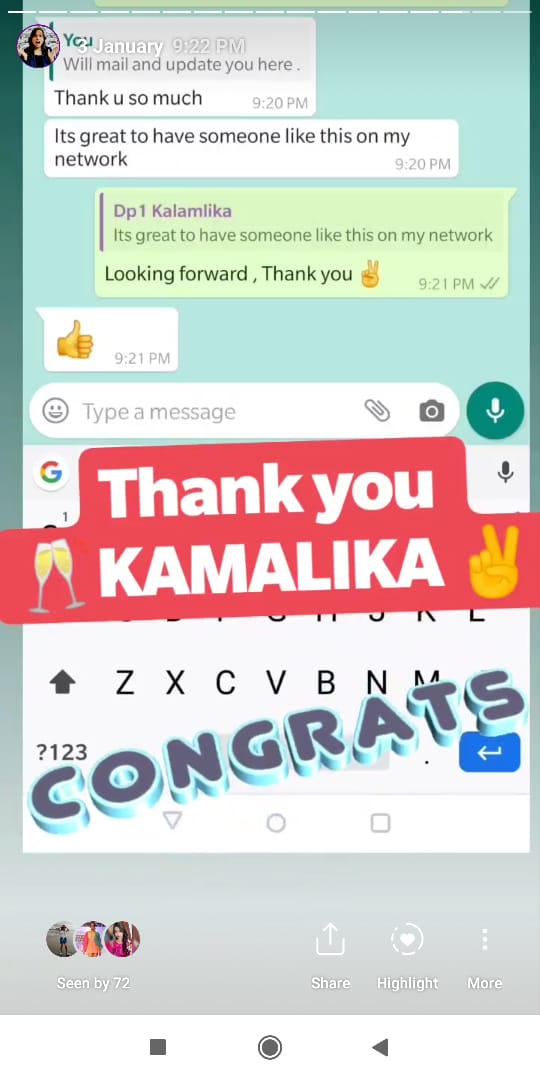 You
3 January 9:22 PM
Will mail and update you here .
Thank u so much 9:20 PM
Its great to have someone like this on my
network
9:20 PM
Dp1 Kalamlika
Its great to have someone like this on my network
Looking forward , Thank you ✌ 9:21 PM
👍 9:21 PM
Type a message
G
1
Thank you
🥂 KAMALIKA ✌
G H J K L
Z X C V B N M
CONGRATS
?123
.
Seen by 72
Share Highlight More